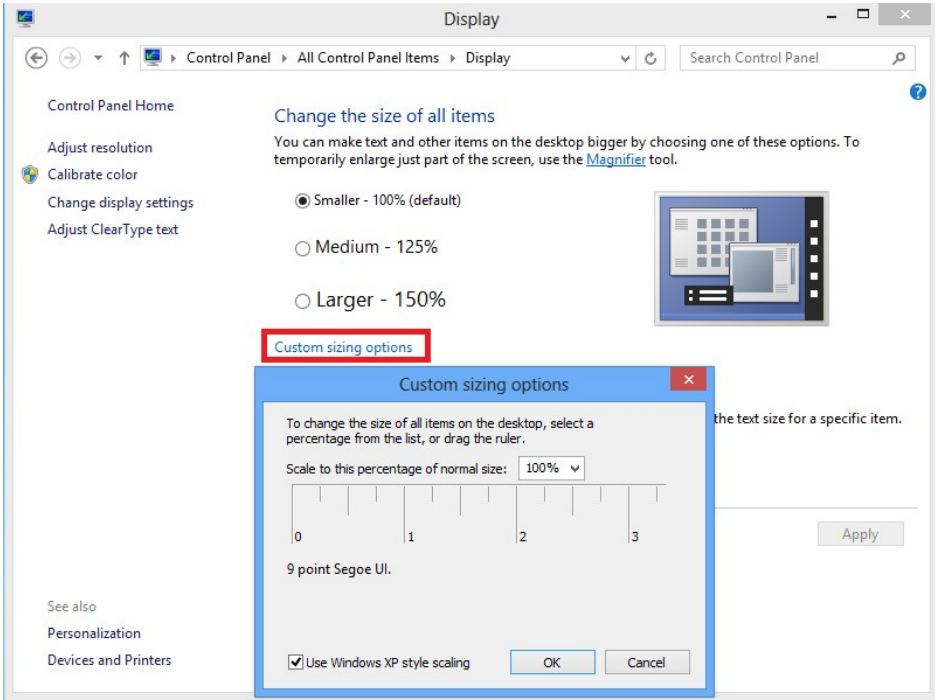 Display
Control Panel
All Control Panel Items
Display
Search Control Panel
Control Panel Home
Adjust resolution
Calibrate color
Change display settings
Adjust ClearType text
Change the size of all items
You can make text and other items on the desktop bigger by choosing one of these options. To
temporarily enlarge just part of the screen, use the Magnifier tool.
Smaller - 100% (default)
Medium - 125%
Larger - 150%
Custom sizing options
Custom sizing options
To change the size of all items on the desktop, select a
percentage from the list, or drag the ruler.
Scale to this percentage of normal size: 100%
0 1 2 3
9 point Segoe UI.
Use Windows XP style scaling
OK Cancel
the text size for a specific item.
Apply
See also
Personalization
Devices and Printers